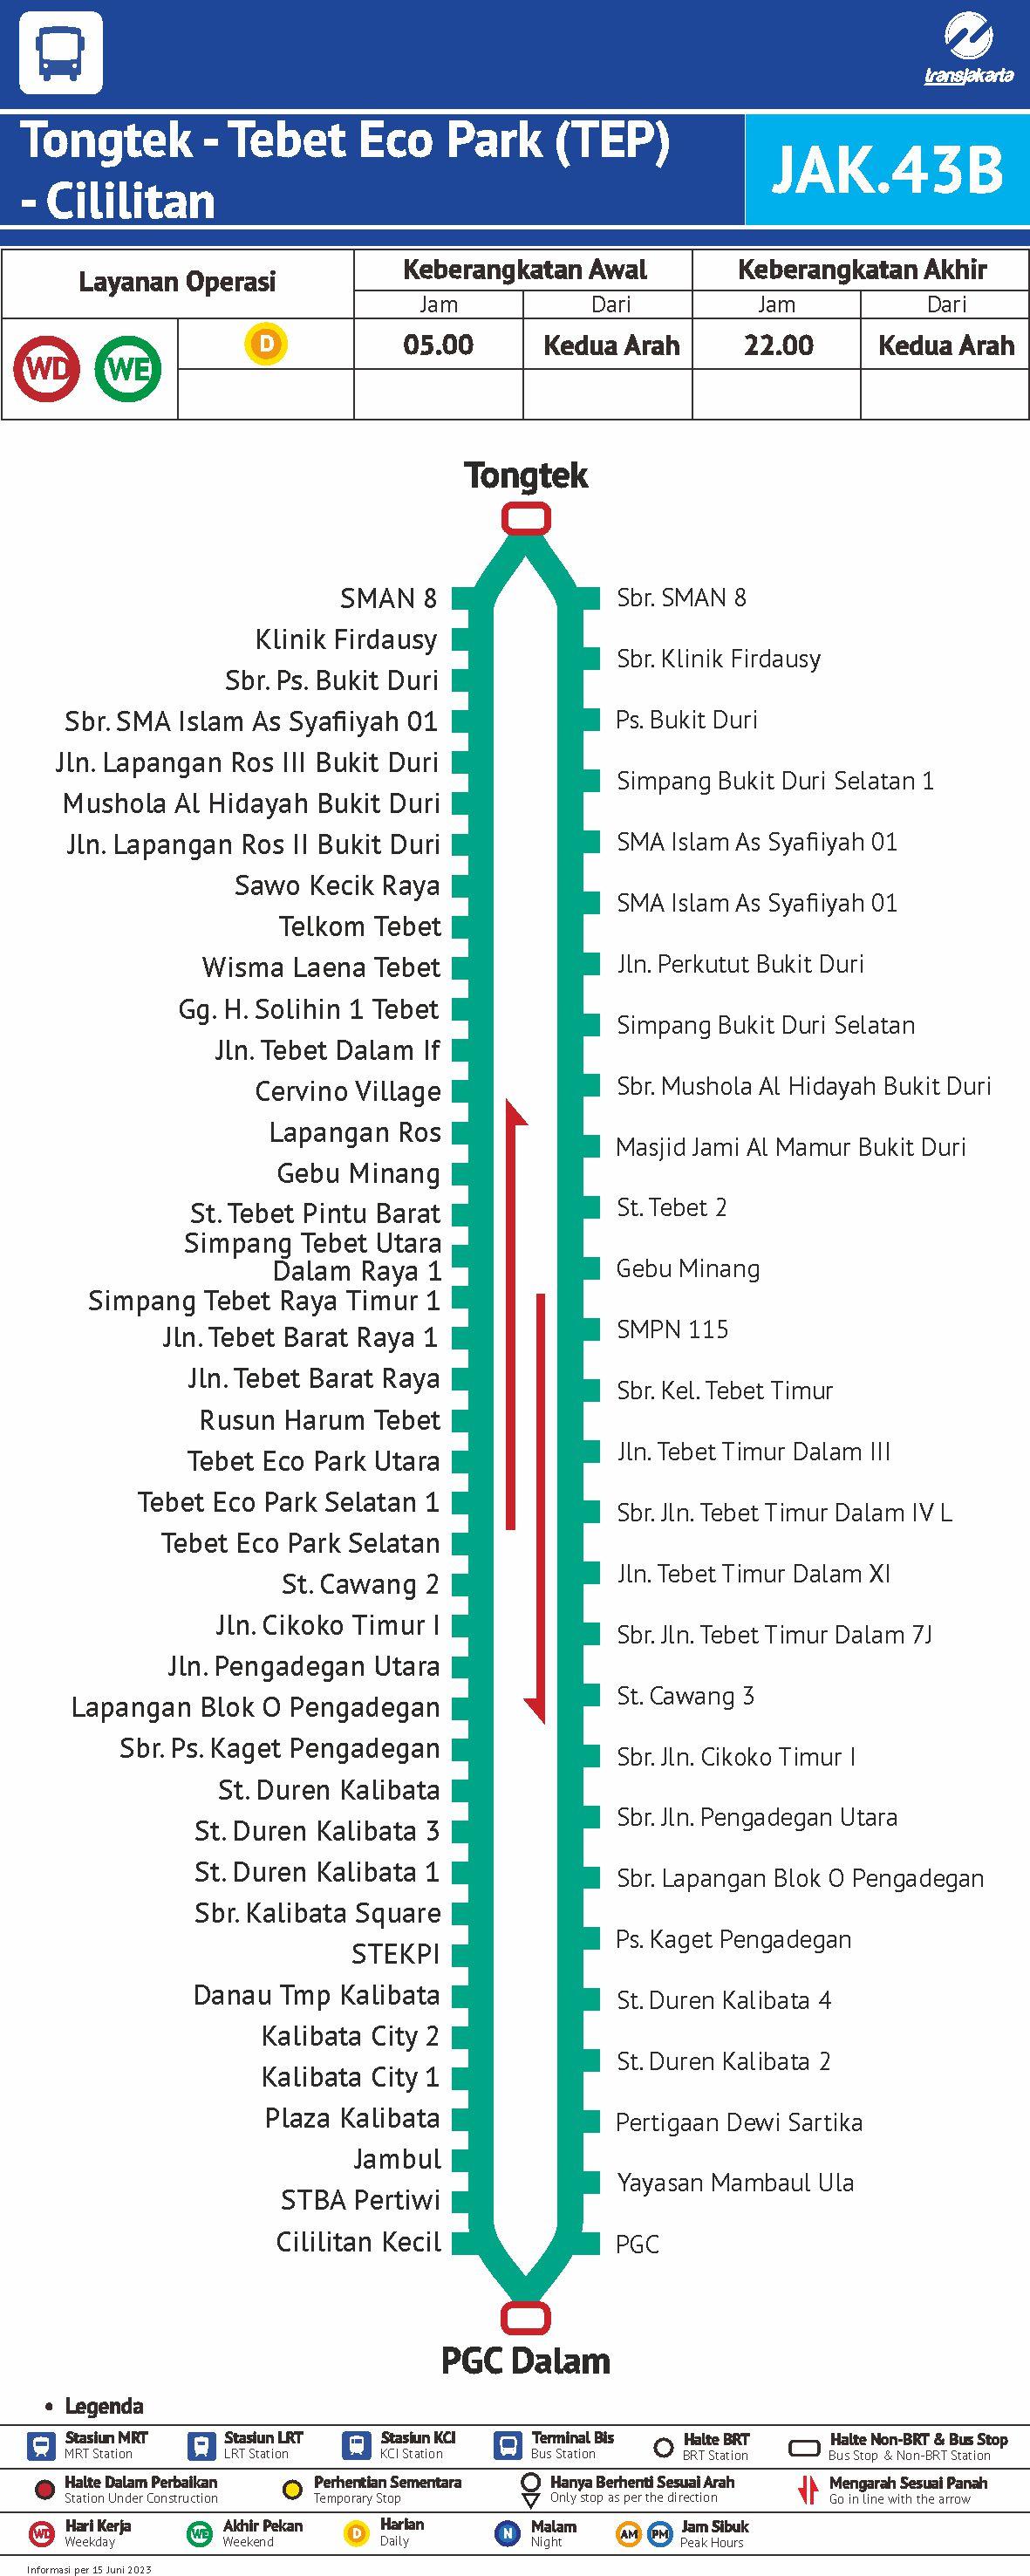 transjakarta
Tongtek - Tebet Eco Park (TEP)
- Cililitan
JAK.43B
Layanan Operasi
Keberangkatan Awal
Keberangkatan Akhir
Jam
Dari
Jam
Dari
WD
WE
D
05.00
Kedua Arah
22.00
Kedua Arah
Tongtek
SMAN 8
Klinik Firdausy
Sbr. Ps. Bukit Duri
Sbr. SMA Islam As Syafiiyah 01
Jln. Lapangan Ros III Bukit Duri
Mushola Al Hidayah Bukit Duri
Jln. Lapangan Ros II Bukit Duri
Sawo Kecik Raya
Telkom Tebet
Wisma Laena Tebet
Gg. H. Solihin 1 Tebet
Jln. Tebet Dalam If
Cervino Village
Lapangan Ros
Gebu Minang
St. Tebet Pintu Barat
Simpang Tebet Utara
Dalam Raya 1
Simpang Tebet Raya Timur 1
Jln. Tebet Barat Raya 1
Jln. Tebet Barat Raya
Rusun Harum Tebet
Tebet Eco Park Utara
Tebet Eco Park Selatan 1
Tebet Eco Park Selatan
St. Cawang 2
Jln. Cikoko Timur I
Jln. Pengadegan Utara
Lapangan Blok O Pengadegan
Sbr. Ps. Kaget Pengadegan
St. Duren Kalibata
St. Duren Kalibata 3
St. Duren Kalibata 1
Sbr. Kalibata Square
STEKPI
Danau Tmp Kalibata
Kalibata City 2
Kalibata City 1
Plaza Kalibata
Jambul
STBA Pertiwi
Cililitan Kecil
Sbr. SMAN 8
Sbr. Klinik Firdausy
Ps. Bukit Duri
Simpang Bukit Duri Selatan 1
SMA Islam As Syafiiyah 01
SMA Islam As Syafiiyah 01
Jln. Perkutut Bukit Duri
Simpang Bukit Duri Selatan
Sbr. Mushola Al Hidayah Bukit Duri
Masjid Jami Al Mamur Bukit Duri
St. Tebet 2
Gebu Minang
SMPN 115
Sbr. Kel. Tebet Timur
Jln. Tebet Timur Dalam III
Sbr. Jln. Tebet Timur Dalam IV L
Jln. Tebet Timur Dalam XI
Sbr. Jln. Tebet Timur Dalam 7J
St. Cawang 3
Sbr. Jln. Cikoko Timur I
Sbr. Jln. Pengadegan Utara
Sbr. Lapangan Blok O Pengadegan
Ps. Kaget Pengadegan
St. Duren Kalibata 4
St. Duren Kalibata 2
Pertigaan Dewi Sartika
Yayasan Mambaul Ula
PGC
PGC Dalam
• Legenda
Stasiun MRT
MRT Station
Stasiun LRT
LRT Station
Stasiun KCI
KCI Station
Terminal Bis
Bus Station
Halte BRT
BRT Station
Halte Non-BRT & Bus Stop
Bus Stop & Non-BRT Station
Halte Dalam Perbaikan
Station Under Construction
Perhentian Sementara
Temporary Stop
Hanya Berhenti Sesuai Arah
Only stop as per the direction
Mengarah Sesuai Panah
Go in line with the arrow
WD
Hari Kerja
Weekday
WE
Akhir Pekan
Weekend
D
Harian
Daily
N
Malam
Night
AM
PM
Jam Sibuk
Peak Hours
Informasi per 15 Juni 2023